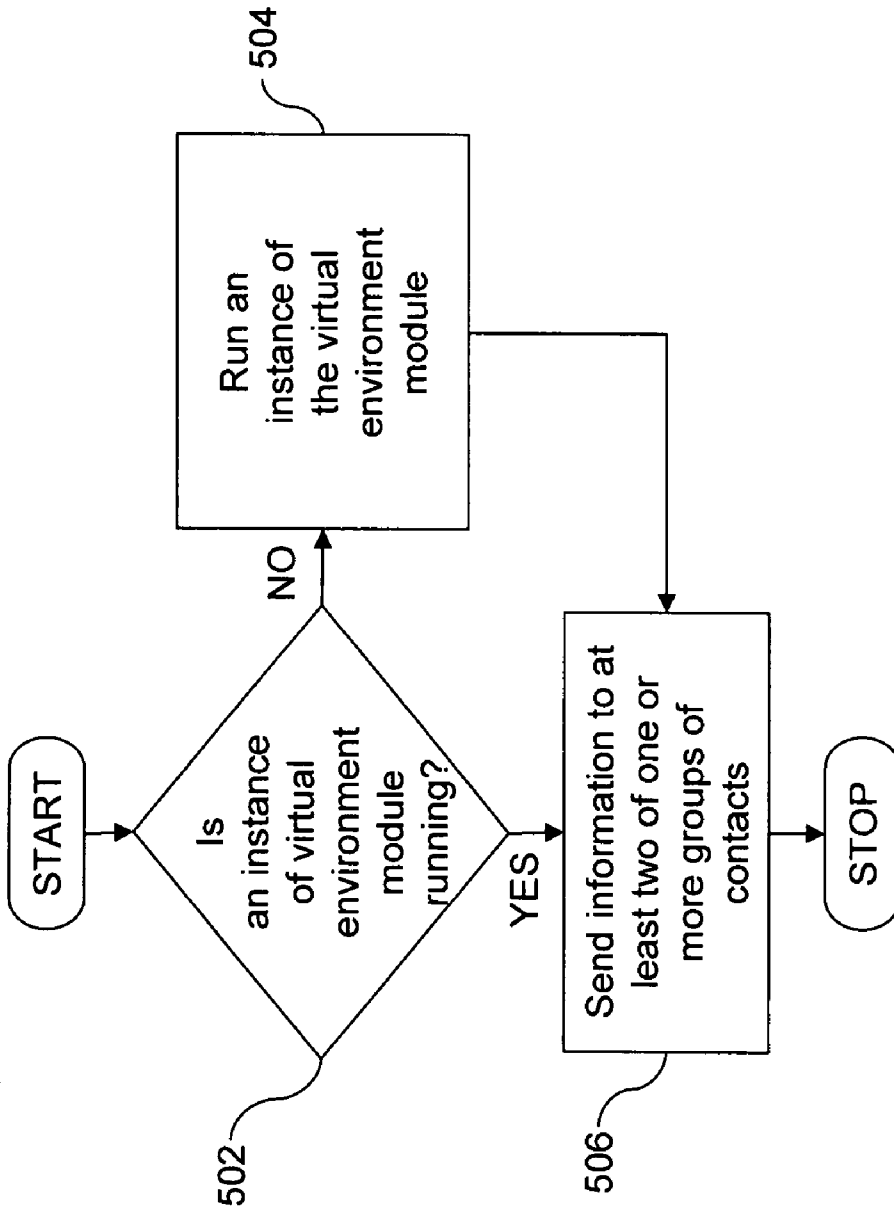 START
Is
an instance
of virtual
environment
module
running?
502
NO
Run an
instance of
the virtual
environment
module
504
YES
Send information to at
least two of one or
more groups of
contacts
506
STOP